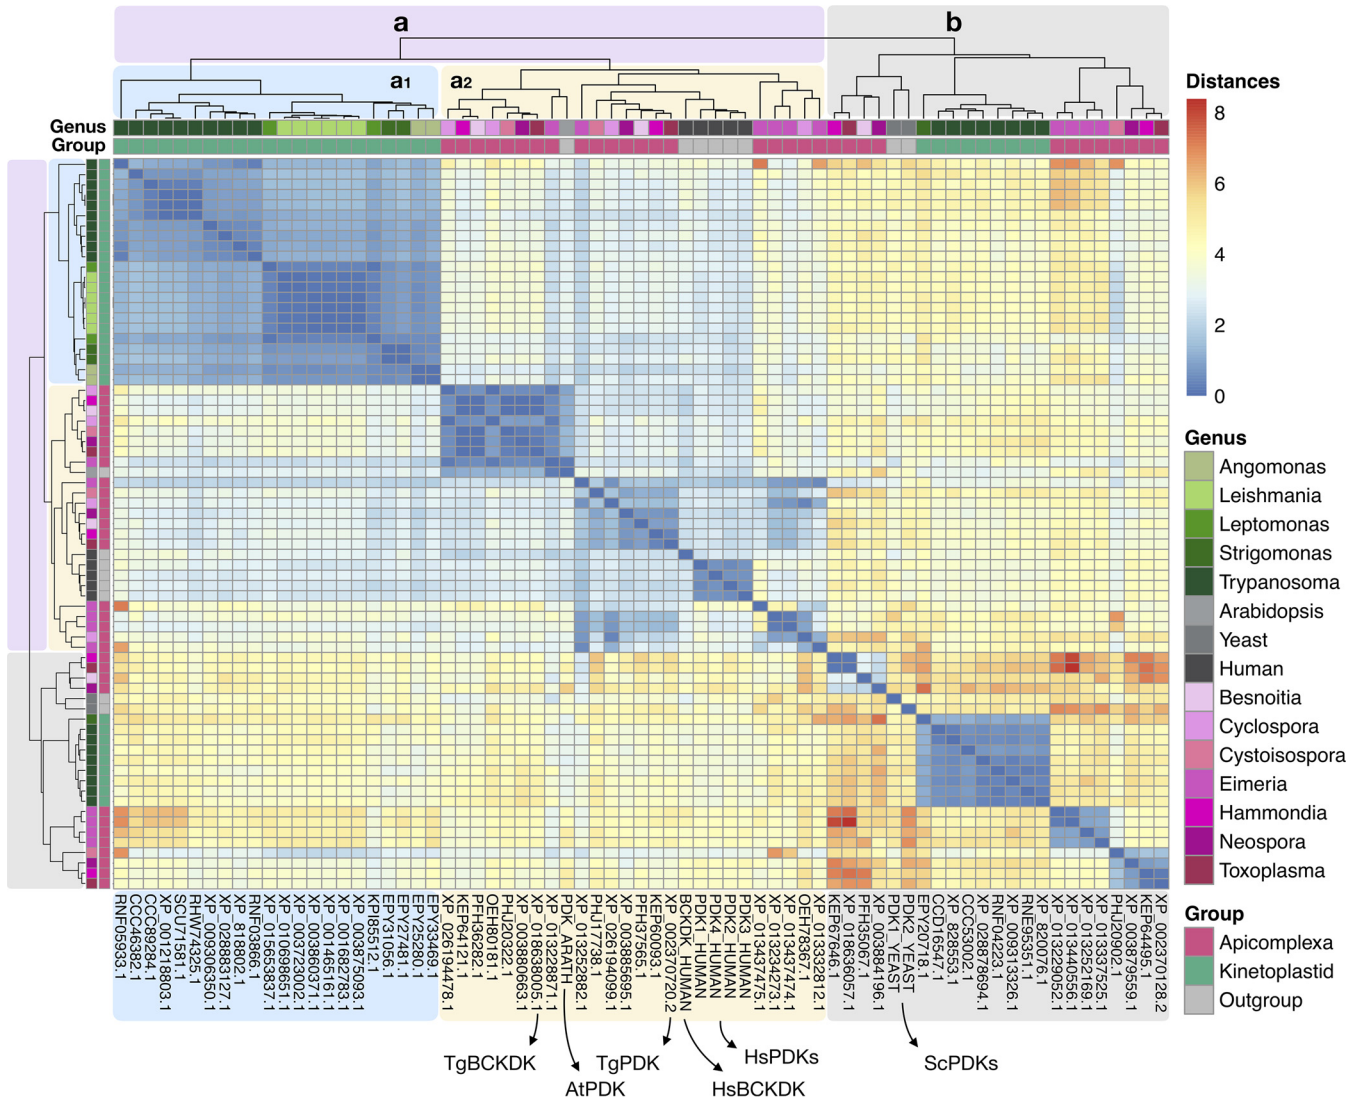 a
b
a1
a2
Genus
Group
Distances
8
6
4
2
0
Genus
Angomonas
Leishmania
Leptomonas
Strigomonas
Trypanosoma
Arabidopsis
Yeast
Human
Besnoitia
Cyclospora
Cystoisospora
Eimeria
Hammondia
Neospora
Toxoplasma
Group
Apicomplexa
Kinetoplastid
Outgroup
RNF05933.1
CCC46382.1
CCC89284.1
XP_001218803.1
SCU71581.1
RHW74325.1
XP_009306350.1
XP_028883127.1
XP_818802.1
RNF03866.1
XP_015653837.1
XP_010698651.1
XP_003723002.1
XP_003860371.1
XP_001465161.1
XP_001682783.1
XP_003875093.1
KPI85512.1
EPY31056.1
EPY27481.1
EPY25280.1
EPY33469.1
XP_026194478.1
KEP64121.1
PFH36282.1
OEH80181.1
PHJ20322.1
XP_003880663.1
XP_018638005.1
XP_013228871.1
PDK_ARATH
XP_013252882.1
PHJ17738.1
XP_026194099.1
XP_003885695.1
PFH37565.1
KEP60093.1
XP_002370720.2
BCKDK_HUMAN
PDK1_HUMAN
PDK4_HUMAN
PDK2_HUMAN
PDK3_HUMAN
XP_013437475.1
XP_013234273.1
XP_013437474.1
OEH78367.1
XP_013352812.1
KEP67646.1
XP_018636057.1
PFH35067.1
XP_003884196.1
PDK1_YEAST
PDK2_YEAST
EPY20718.1
CCD16547.1
XP_828553.1
CCC53002.1
XP_028878694.1
RNF04223.1
XP_009313326.1
RNE95351.1
XP_820076.1
XP_013229052.1
XP_013440556.1
XP_013252169.1
XP_013337525.1
PHJ20902.1
XP_003879559.1
KEP64495.1
XP_002370128.2
TgBCKDK
AtPDK
TgPDK
HsBCKDK
HsPDKs
ScPDKs